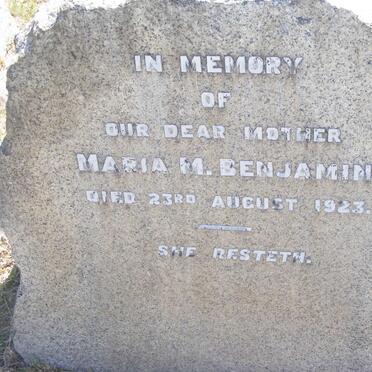 IN MEMORY
OF
OUR DEAR MOTHER
MARIA M. BENJAMIN
DIED 23RD AUGUST 1923.
SHE RESTETH.